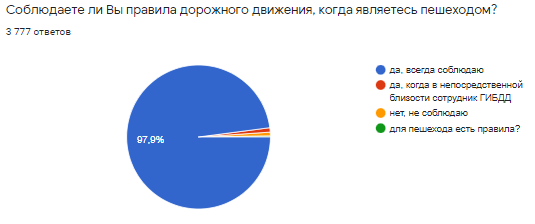 Соблюдаете ли Вы правила дорожного движения, когда являетесь пешеходом?
3 777 ответов
да, всегда соблюдаю
да, когда в непосредственной
близости сотрудник ГИБДД
нет, не соблюдаю
для пешехода есть правила?
97,9%